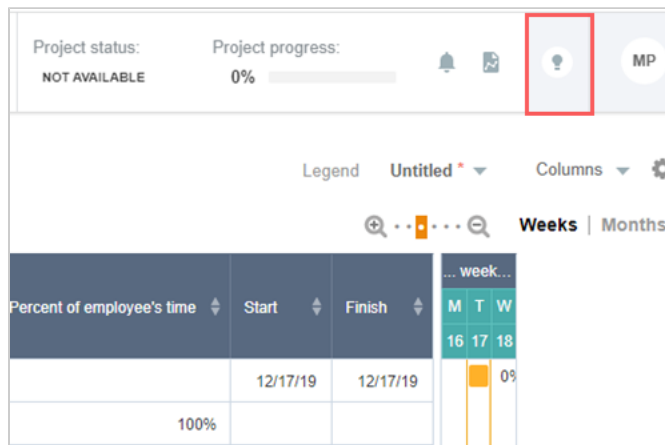 Project status:
Project progress:
NOT AVAILABLE
0%
MP
Legend
Untitled *
Columns
Weeks | Months
... week...
Percent of employee's time
Start
Finish
M T W
16 17 18
12/17/19
12/17/19
0%
100%